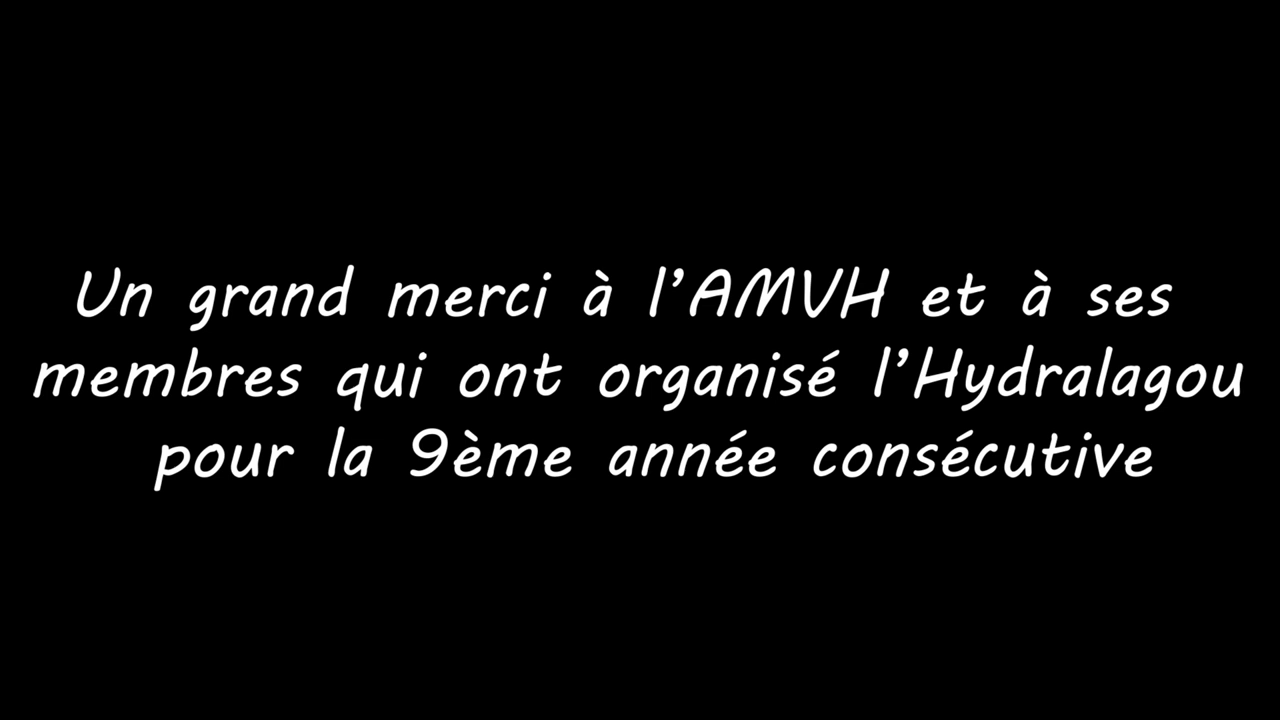 Un grand merci à l’AMVH et à ses
membres qui ont organisé l’Hydralagou
pour la 9ème année consécutive